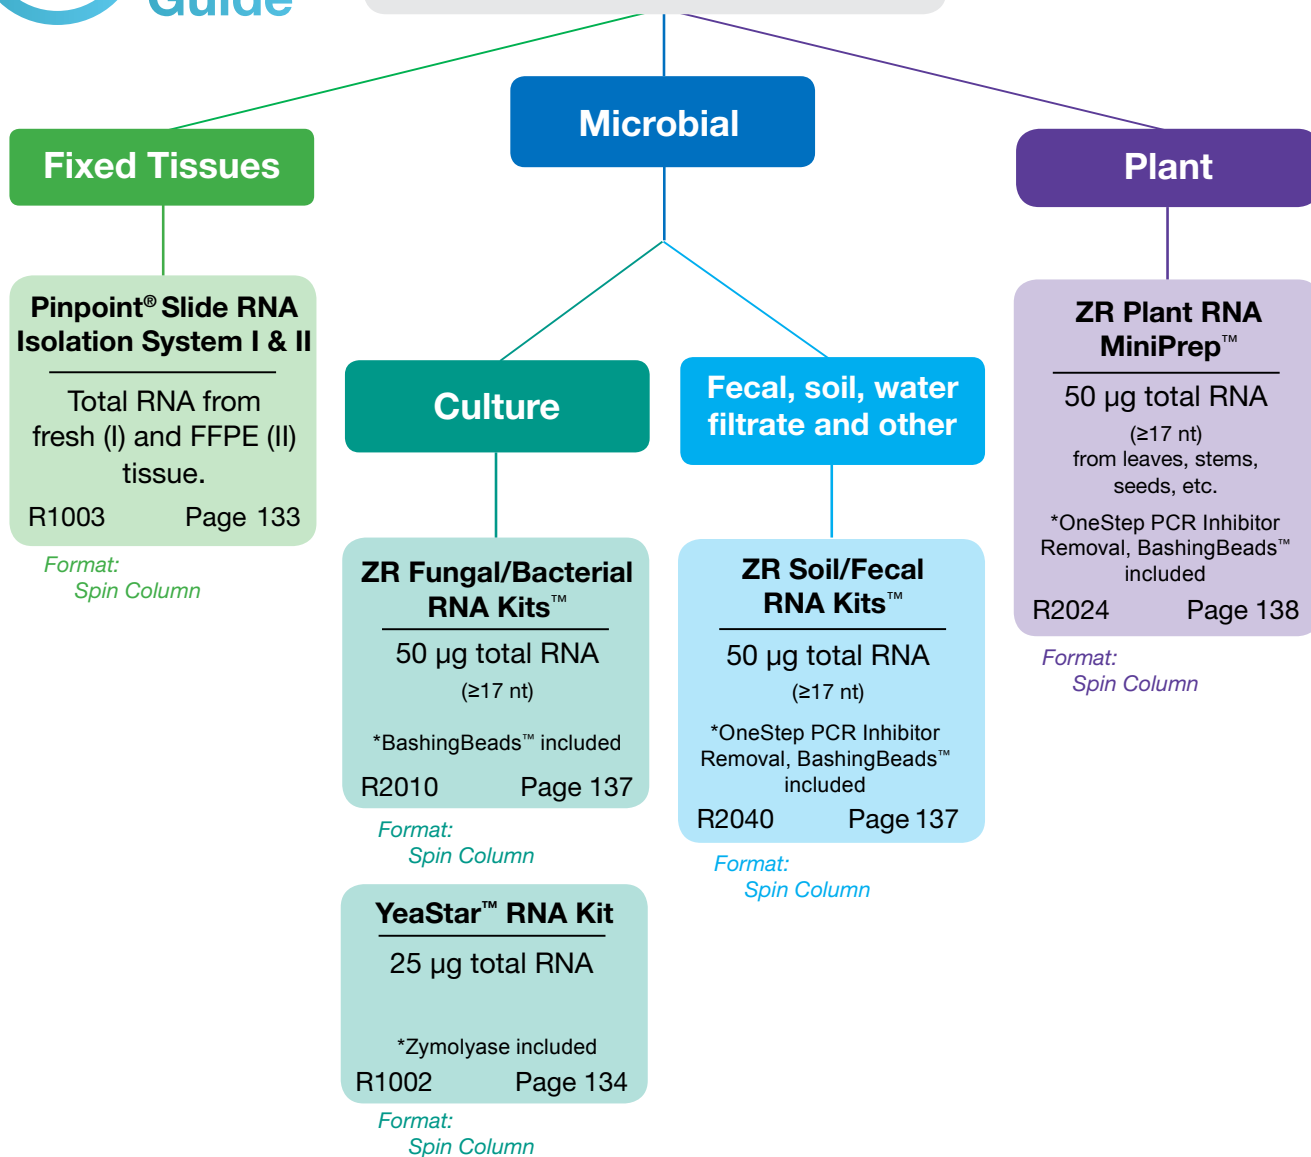 Guide
Microbial
Fixed Tissues
Plant
Pinpoint® Slide RNA
Isolation System I & II
Total RNA from
fresh (I) and FFPE (II)
tissue.
R1003 Page 133
Format:
Spin Column
Culture
Fecal, soil, water
filtrate and other
ZR Fungal/Bacterial
RNA Kits™
50 µg total RNA
(≥17 nt)
*BashingBeads™ included
R2010 Page 137
Format:
Spin Column
YeaStar™ RNA Kit
25 µg total RNA
*Zymolyase included
R1002 Page 134
Format:
Spin Column
ZR Soil/Fecal
RNA Kits™
50 µg total RNA
(≥17 nt)
*OneStep PCR Inhibitor
Removal, BashingBeads™
included
R2040 Page 137
Format:
Spin Column
ZR Plant RNA
MiniPrep™
50 µg total RNA
(≥17 nt)
from leaves, stems,
seeds, etc.
*OneStep PCR Inhibitor
Removal, BashingBeads™
included
R2024 Page 138
Format:
Spin Column